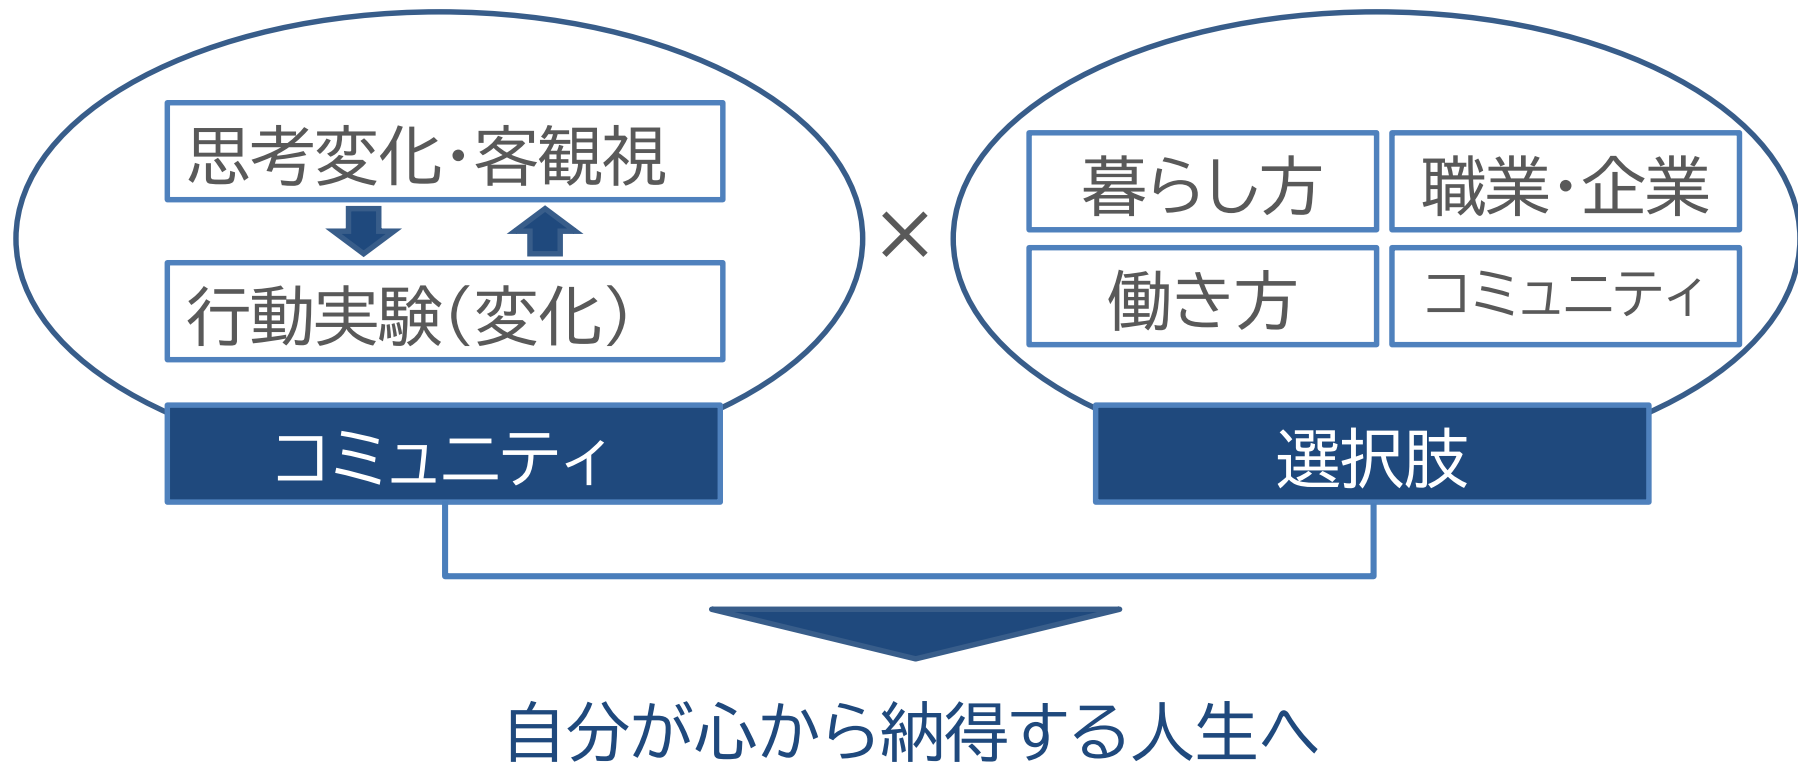 思考変化・客観視
行動実験(変化)
コミュニティ
×
暮らし方
職業・企業
働き方
コミュニティ
選択肢
自分が心から納得する人生へ